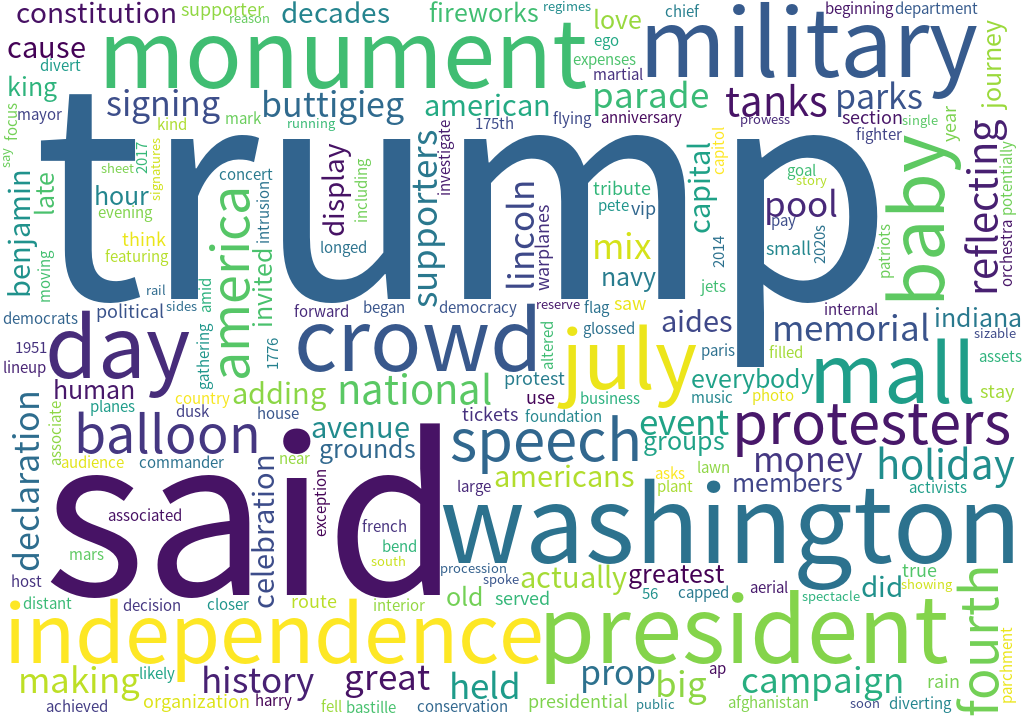 constitution
supporter
reason
decades
fireworks
regimes
love
chief
beginning
department
cause
divert
monument
ego
expenses
martial
military
journey
king
mayor
signing
buttigieg
american
parade
tanks
parks
focus
say
kind
mark
running
175th
flying
anniversary
prowess
section
single
fighter
year
trump
sheet
2017
signatures
hour
evening
late
benjamin
concert
display
including
supporters
investigate
tribute
pete
vip
capital
capitol
goal
story
pool
pay
baby
reflecting
potentially
orchestra
think
featuring
america
invited
intrusion
longed
lincoln
warplanes
mix
navy
2014
small
2020s
patriots
moving
rail
sides
political
democrats
gathering
amid
1776
forward
began
democracy
reserve
flag
saw
jets
internal
indiana
sizable
1951
lineup
day
crowd
altered
july
glossed
aides
paris
memorial
filled
assets
human
planes
country
adding
national
protest
use
business
everybody
music
photo
mall
stay
declaration
associate
audience
balloon
dusk
house
avenue
grounds
tickets
foundation
speech
event
groups
protesters
commander
near
large
americans
asks
plant
lawn
money
members
holiday
activists
said
associated
mars
celebration
exception
french
bend
south
washington
host
distant
decision
closer
route
interior
procession
spoke
old
actually
served
greatest
56
capped
aerial
spectacle
did
true
showing
independence
president
fourth
parchment
making
likely
history
great
held
prop
ap
big
campaign
rain
achieved
organization
harry
fell
bastille
conservation
presidential
public
afghanistan
soon
diverting